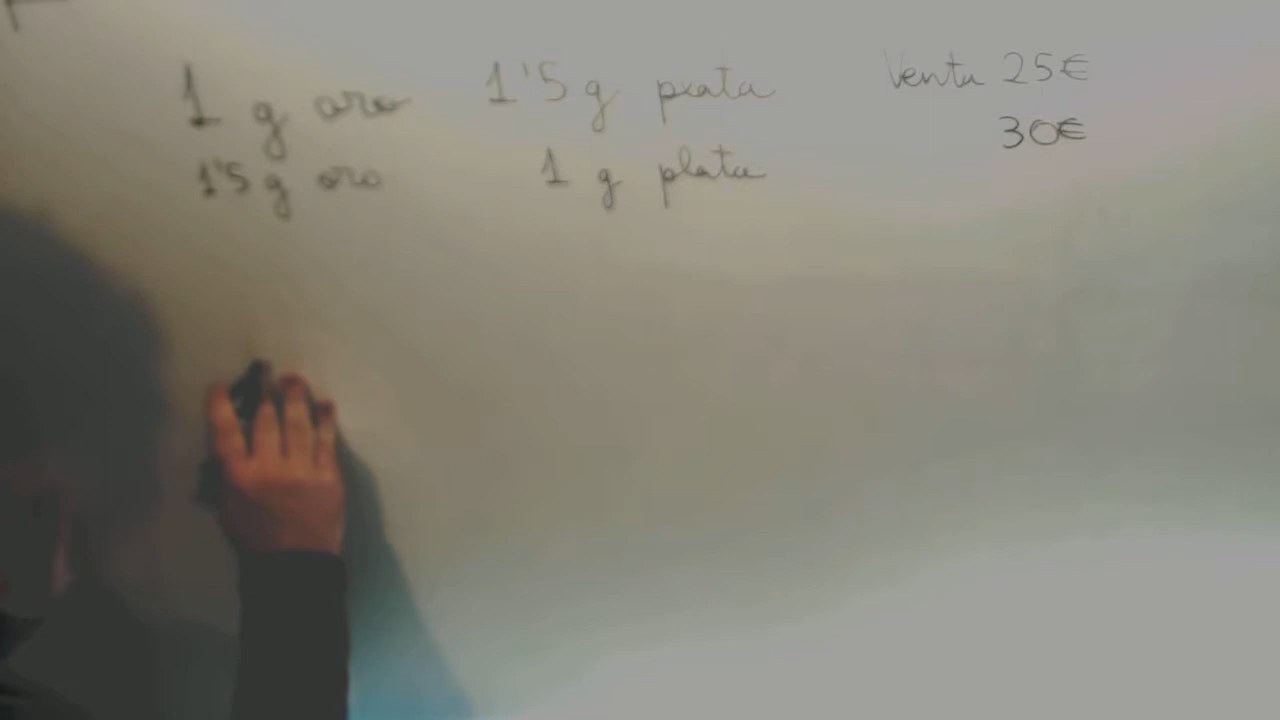 1 g oro 1'5 g plata Venta 25€
1'5 g oro 1 g plata 30€